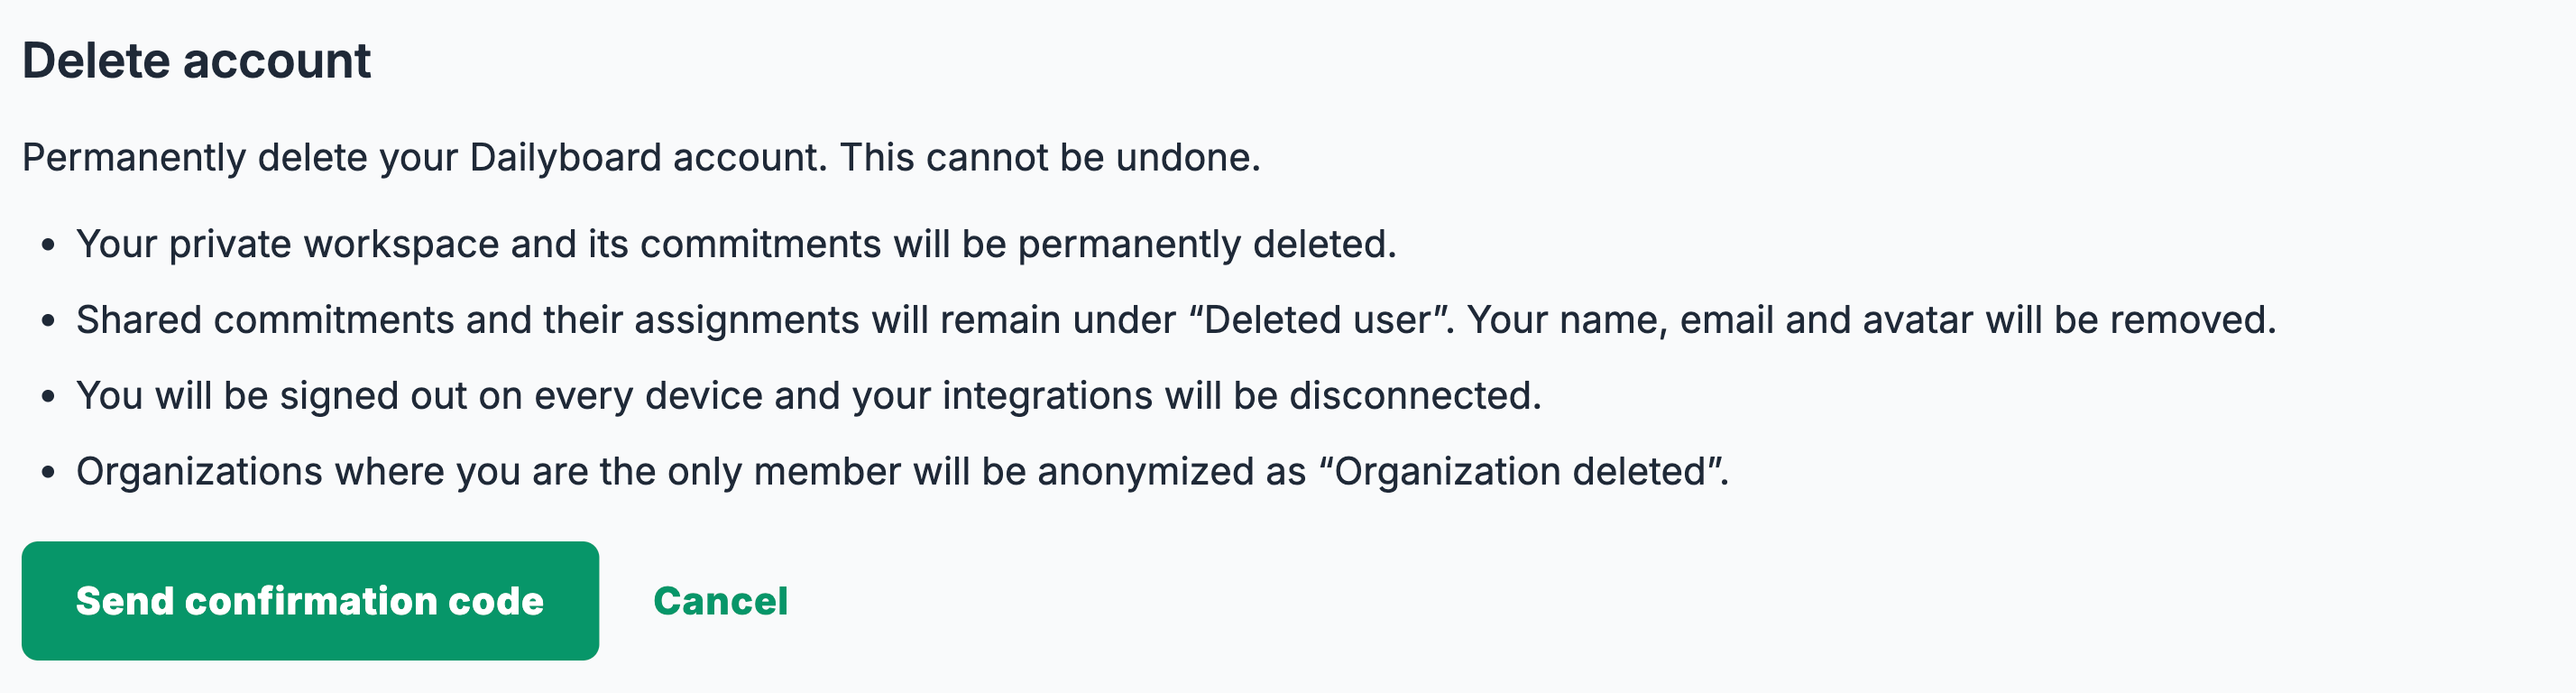 Delete account
Permanently delete your Dailyboard account. This cannot be undone.
• Your private workspace and its commitments will be permanently deleted.
• Shared commitments and their assignments will remain under “Deleted user”. Your name, email and avatar will be removed.
• You will be signed out on every device and your integrations will be disconnected.
• Organizations where you are the only member will be anonymized as “Organization deleted”.
Send confirmation code Cancel